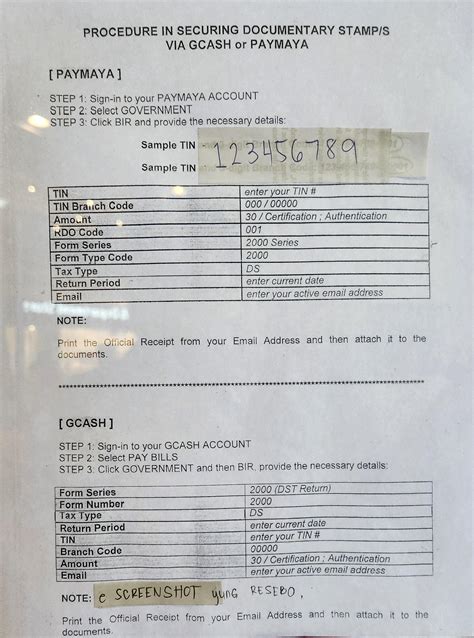 PROCEDURE IN SECURING DOCUMENTARY STAMP/S
VIA GCASH or PAYMAYA
[ PAYMAYA ]
STEP 1: Sign-in to your PAYMAYA ACCOUNT
STEP 2: Select GOVERNMENT
STEP 3: Click BIR and provide the necessary details:
Sample TIN 123456789
Sample TIN
TIN enter your TIN #
TIN Branch Code 000 / 00000
Amount 30 / Certification ; Authentication
RDO Code 001
Form Series 2000 Series
Form Type Code 2000
Tax Type DS
Return Period enter current date
Email enter your active email address
NOTE:
Print the Official Receipt from your Email Address and then attach it to the
documents.
********************************************************************************
[ GCASH ]
STEP 1: Sign-in to your GCASH ACCOUNT
STEP 2: Select PAY BILLS
STEP 3: Click GOVERNMENT and then BIR, provide the necessary details:
Form Series 2000 (DST Return)
Form Number 2000
Tax Type DS
Return Period enter current date
TIN enter your TIN #
Branch Code 00000
Amount 30 / Certification ; Authentication
Email enter your active email address
NOTE: e SCREENSHOT yung RESEBO,
Print the Official Receipt from your Email Address and then attach it to the
documents.